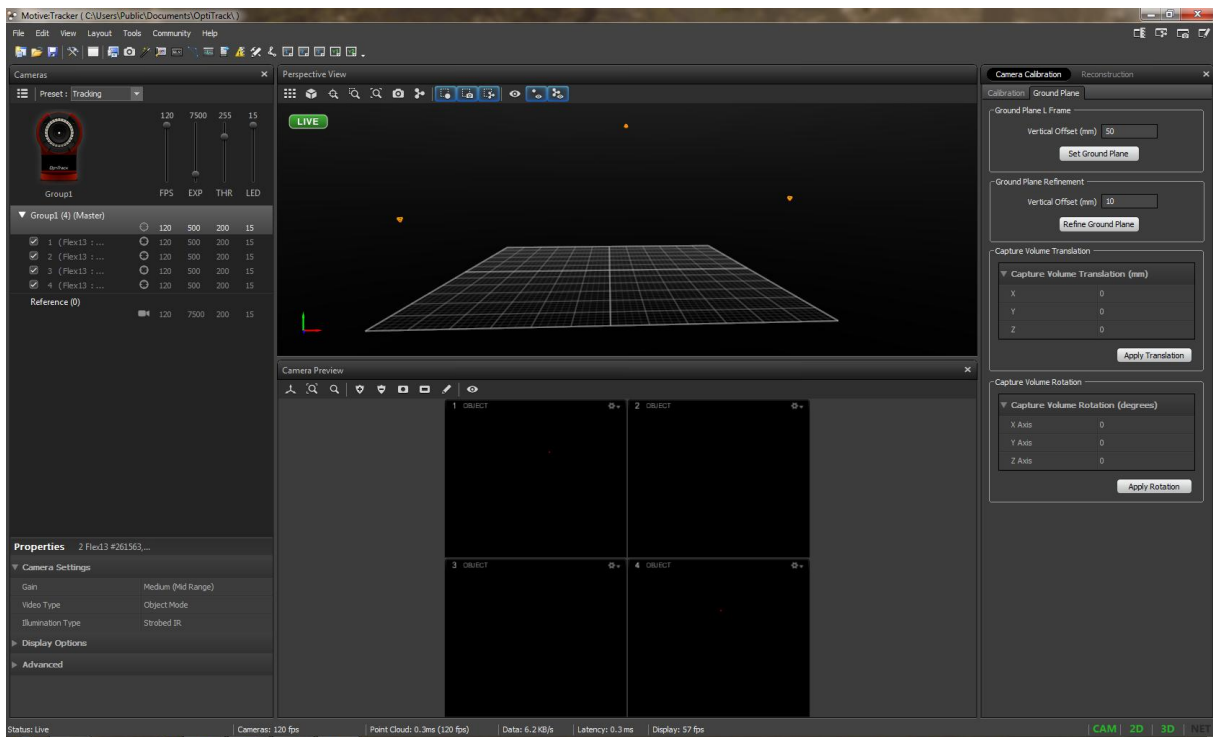 Motive:Tracker ( C:\Users\Public\Documents\OptiTrack\ )
File Edit View Layout Tools Community Help
Cameras
Preset : Tracking
120 7500 255 15
Group1
FPS EXP THR LED
Group1 (4) (Master)
120 500 200 15
1 (Flex13 : ... 120 500 200 15
2 (Flex13 : ... 120 500 200 15
3 (Flex13 : ... 120 500 200 15
4 (Flex13 : ... 120 500 200 15
Reference (0)
120 7500 200 15
Properties 2 Flex13 #261563,...
Camera Settings
Gain Medium (Mid Range)
Video Type Object Mode
Illumination Type Strobed IR
Display Options
Advanced
Perspective View
LIVE
Camera Preview
1 OBJECT
2 OBJECT
3 OBJECT
4 OBJECT
Camera Calibration Reconstruction
Calibration Ground Plane
Ground Plane L Frame
Vertical Offset (mm) 50
Set Ground Plane
Ground Plane Refinement
Vertical Offset (mm) 10
Refine Ground Plane
Capture Volume Translation
Capture Volume Translation (mm)
X 0
Y 0
Z 0
Apply Translation
Capture Volume Rotation
Capture Volume Rotation (degrees)
X Axis 0
Y Axis 0
Z Axis 0
Apply Rotation
Status: Live Cameras: 120 fps Point Cloud: 0.3ms (120 fps) Data: 6.2 KB/s Latency: 0.3 ms Display: 57 fps CAM 2D 3D NET